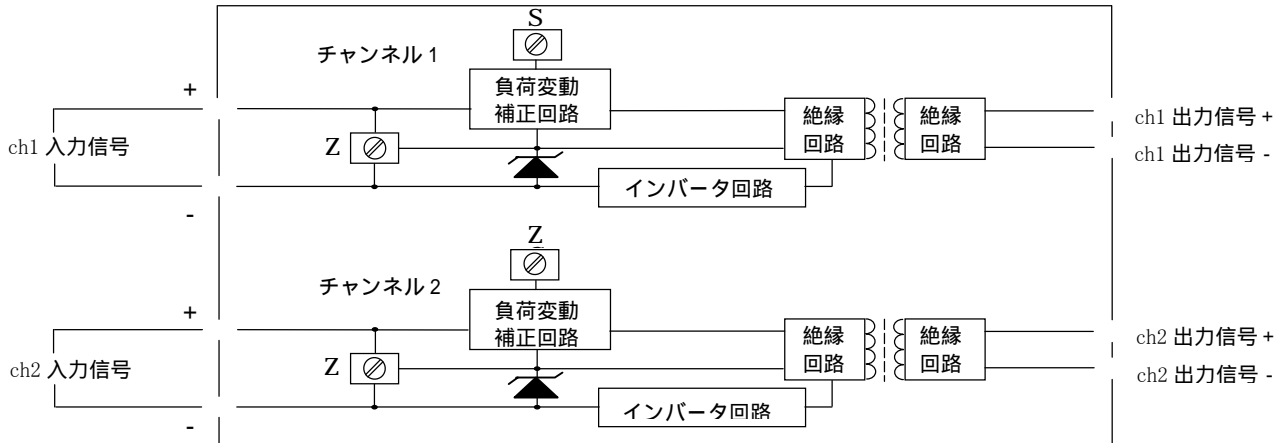 S
チャンネル 1
+
負荷変動
補正回路
絶縁
回路
絶縁
回路
ch1 出力信号 +
ch1 入力信号
Z
ch1 出力信号 -
インバータ回路
-
Z
チャンネル 2
+
負荷変動
補正回路
絶縁
回路
絶縁
回路
ch2 出力信号 +
ch2 入力信号
Z
ch2 出力信号 -
インバータ回路
-